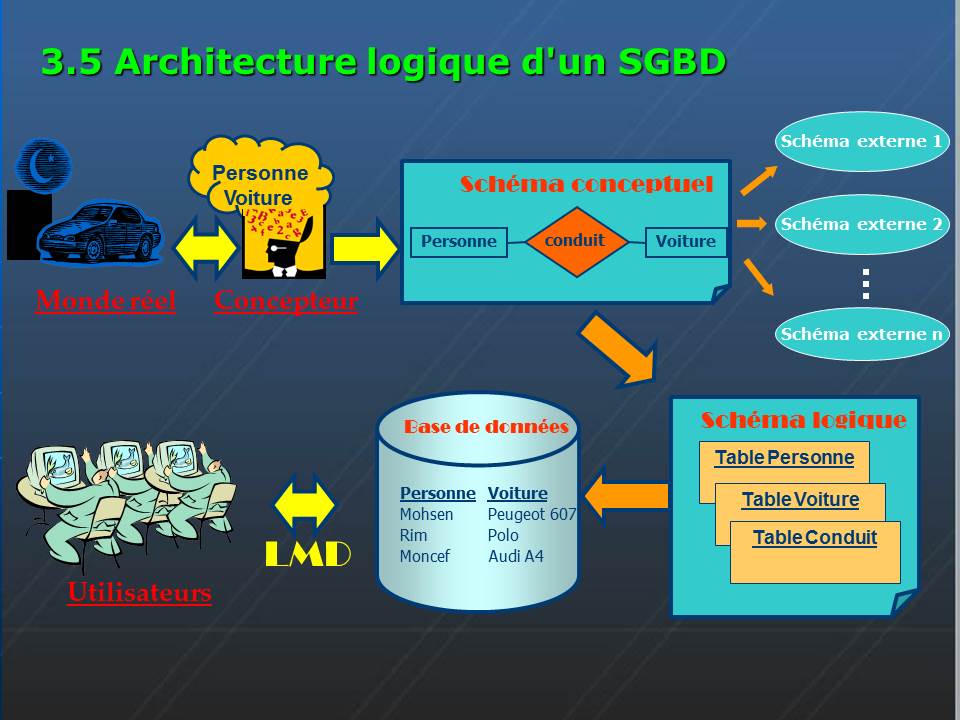 3.5 Architecture logique d'un SGBD
Personne
Voiture
Monde réel
Concepteur
Schéma conceptuel
Personne
conduit
Voiture
Schéma externe 1
Schéma externe 2
Schéma externe n
Schéma logique
Table Personne
Table Voiture
Table Conduit
Base de données
Personne Voiture
Mohsen Peugeot 607
Rim Polo
Moncef Audi A4
LMD
Utilisateurs